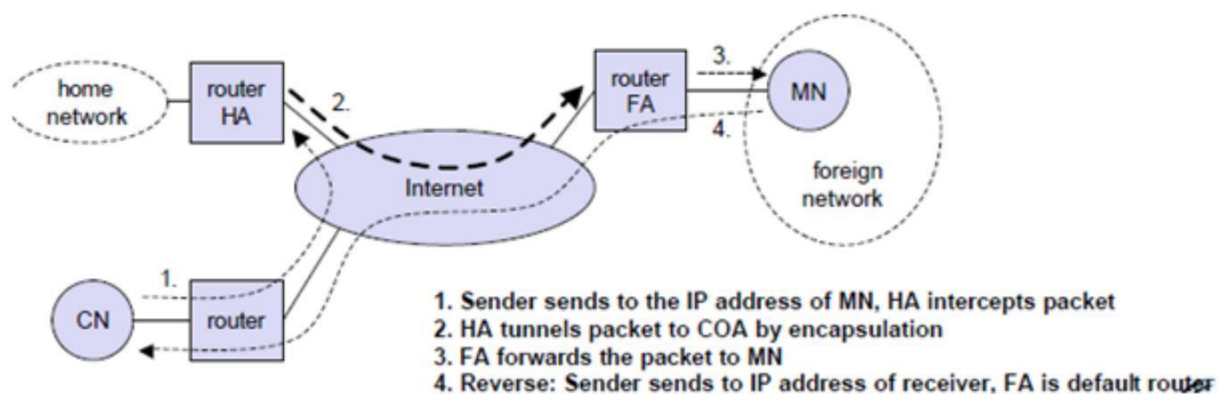 home
network
router
HA
2.
Internet
router
FA
3.
4.
MN
foreign
network
CN
1.
router
1. Sender sends to the IP address of MN, HA intercepts packet
2. HA tunnels packet to COA by encapsulation
3. FA forwards the packet to MN
4. Reverse: Sender sends to IP address of receiver, FA is default router